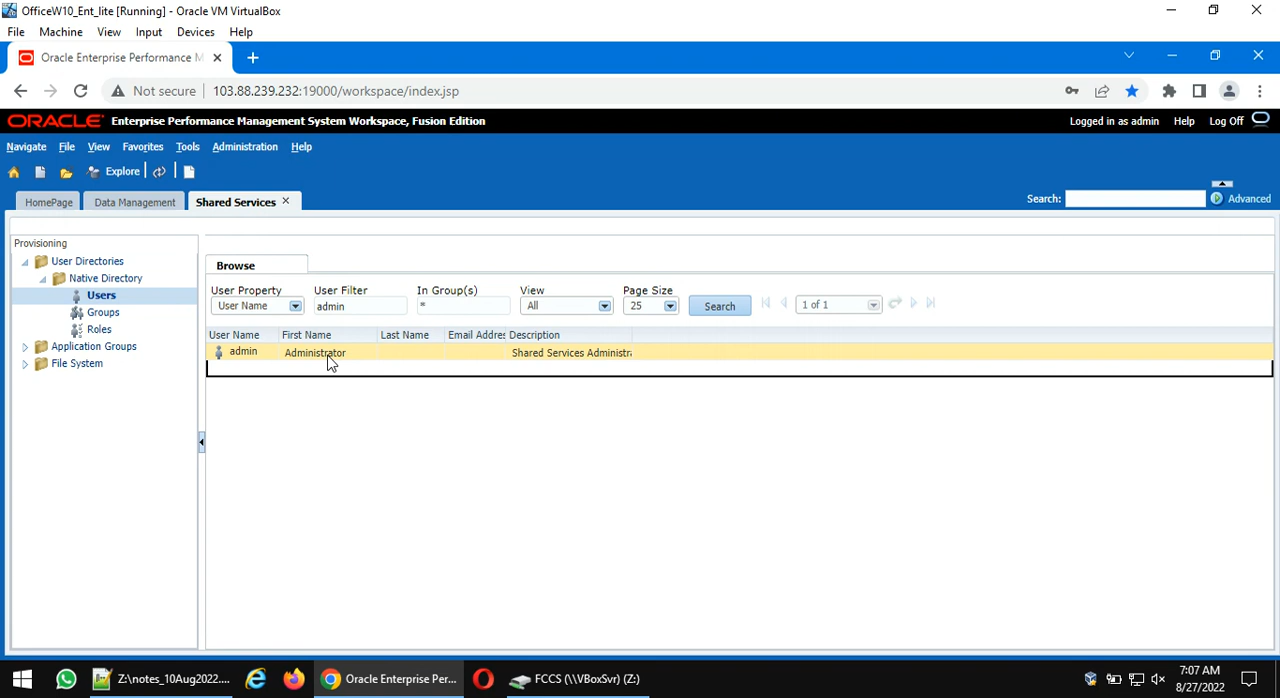 OfficeW10_Ent_lite [Running] - Oracle VM VirtualBox
File Machine View Input Devices Help
Oracle Enterprise Performance M
Not secure 103.88.239.232:19000/workspace/index.jsp
ORACLE Enterprise Performance Management System Workspace, Fusion Edition Logged in as admin Help Log Off
Navigate File View Favorites Tools Administration Help
Explore
HomePage Data Management Shared Services Search: Advanced
Provisioning
User Directories
Native Directory
Users
Groups
Roles
Application Groups
File System
Browse
User Property User Filter In Group(s) View Page Size
User Name admin * All 25 Search 1 of 1
User Name First Name Last Name Email Addres Description
admin Administrator Shared Services Administra
Z:\notes_10Aug2022.... Oracle Enterprise Per... FCCS (\\VBoxSvr) (Z:) 7:07 AM
8/27/2022